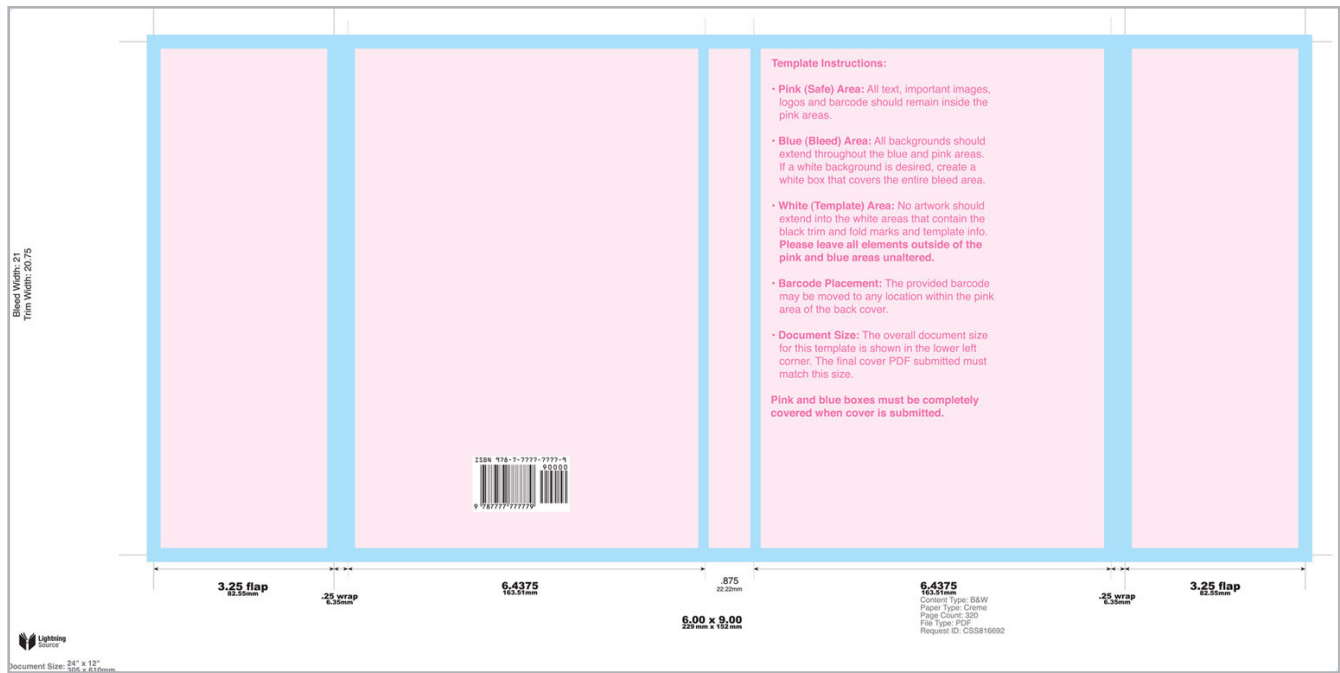 Template Instructions:
• Pink (Safe) Area: All text, important images,
logos and barcode should remain inside the
pink areas.
• Blue (Bleed) Area: All backgrounds should
extend throughout the blue and pink areas.
If a white background is desired, create a
white box that covers the entire bleed area.
• White (Template) Area: No artwork should
extend into the white areas that contain the
black trim and fold marks and template info.
Please leave all elements outside of the
pink and blue areas unaltered.
• Barcode Placement: The provided barcode
may be moved to any location within the pink
area of the back cover.
• Document Size: The overall document size
for this template is shown in the lower left
corner. The final cover PDF submitted must
match this size.
Pink and blue boxes must be completely
covered when cover is submitted.
Bleed Width: 21
Trim Width: 20.75
ISBN 978-7-7777-7777-9
90000
9 787777 777779
3.25 flap
82.55mm
.25 wrap
6.35mm
6.4375
163.51mm
.875
22.22mm
6.00 x 9.00
229 mm x 152 mm
6.4375
163.51mm
Content Type: B&W
Paper Type: Creme
Page Count: 320
File Type: PDF
Request ID: CSS816692
.25 wrap
6.35mm
3.25 flap
82.55mm
Lightning
Source
Document Size: 24" x 12"
305 x 610mm